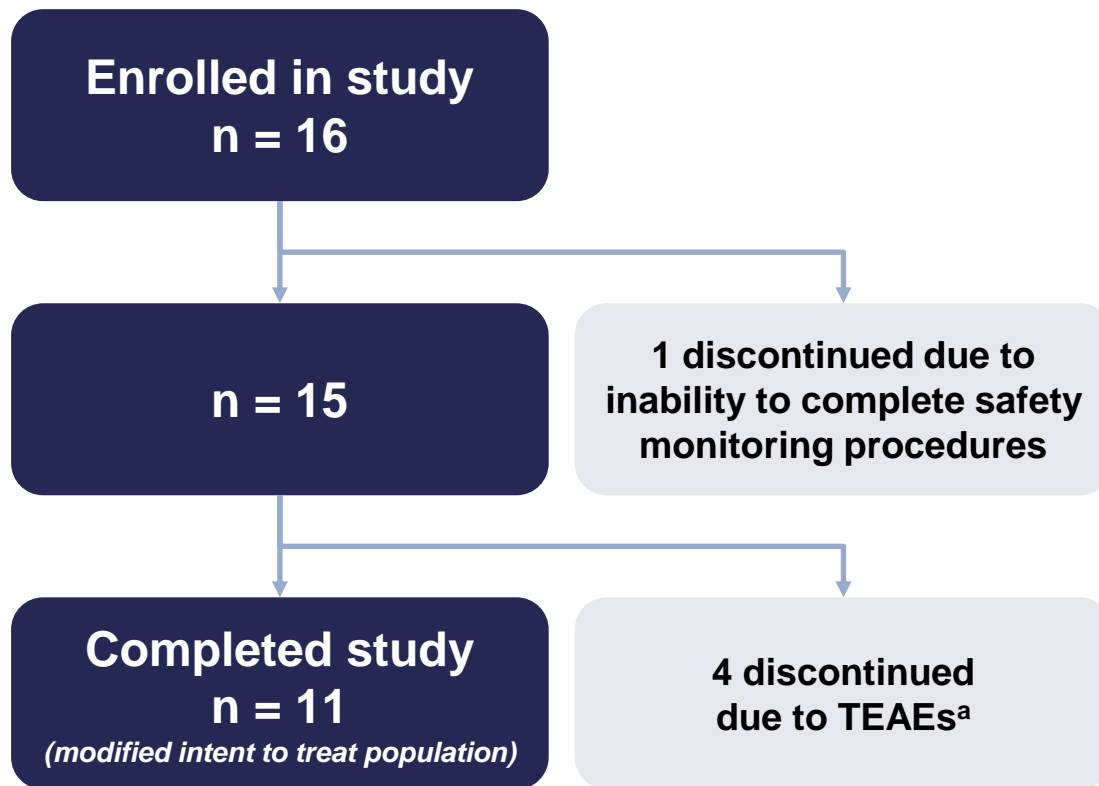 Enrolled in study
n = 16
n = 15
1 discontinued due to
inability to complete safety
monitoring procedures
Completed study
n = 11
(modified intent to treat population)
4 discontinued
due to TEAEsᵃ